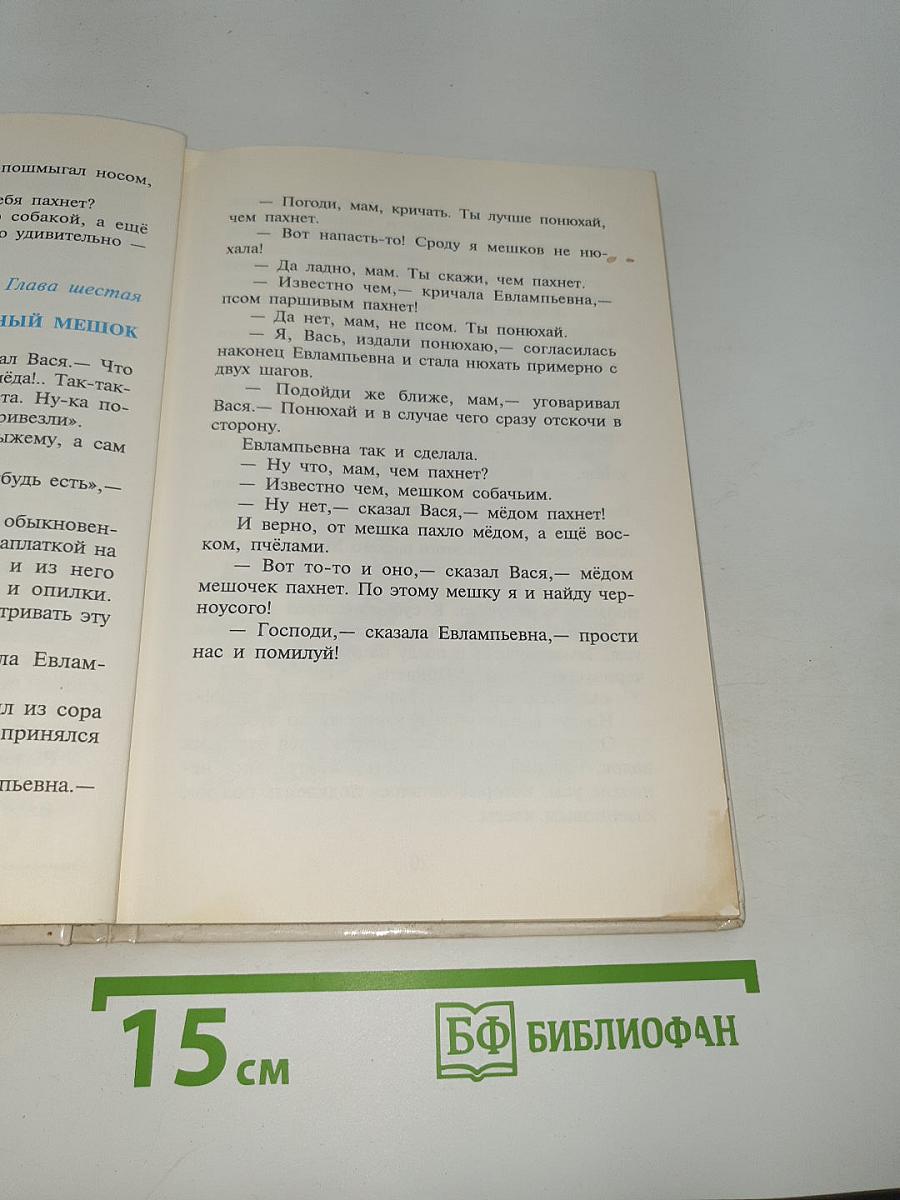 пошмыгал носом,
ебя пахнет?
собакой, а ещё
о удивительно —
Глава шестая
НЫЙ МЕШОК
ал Вася.— Что
мёда!.. Так-так-
та. Ну-ка по-
ривезли».
ыжему, а сам
будь есть»,—
обыкновен-
аплаткой на
и из него
и опилки.
тривать эту
ла Евлам-
л из сора
принялся
пьевна.—
— Погоди, мам, кричать. Ты лучше понюхай,
чем пахнет.
— Вот напасть-то! Сроду я мешков не ню-
хала!
— Да ладно, мам. Ты скажи, чем пахнет.
— Известно чем,— кричала Евлампьевна,—
псом паршивым пахнет!
— Да нет, мам, не псом. Ты понюхай.
— Я, Вась, издали понюхаю,— согласилась
наконец Евлампьевна и стала нюхать примерно с
двух шагов.
— Подойди же ближе, мам,— уговаривал
Вася.— Понюхай и в случае чего сразу отскочи в
сторону.
Евлампьевна так и сделала.
— Ну что, мам, чем пахнет?
— Известно чем, мешком собачьим.
— Ну нет,— сказал Вася,— мёдом пахнет!
И верно, от мешка пахло мёдом, а ещё вос-
ком, пчёлами.
— Вот то-то и оно,— сказал Вася,— мёдом
мешочек пахнет. По этому мешку я и найду чер-
ноусого!
— Господи,— сказала Евлампьевна,— прости
нас и помилуй!
15 см
БФ БИБЛИОФАН